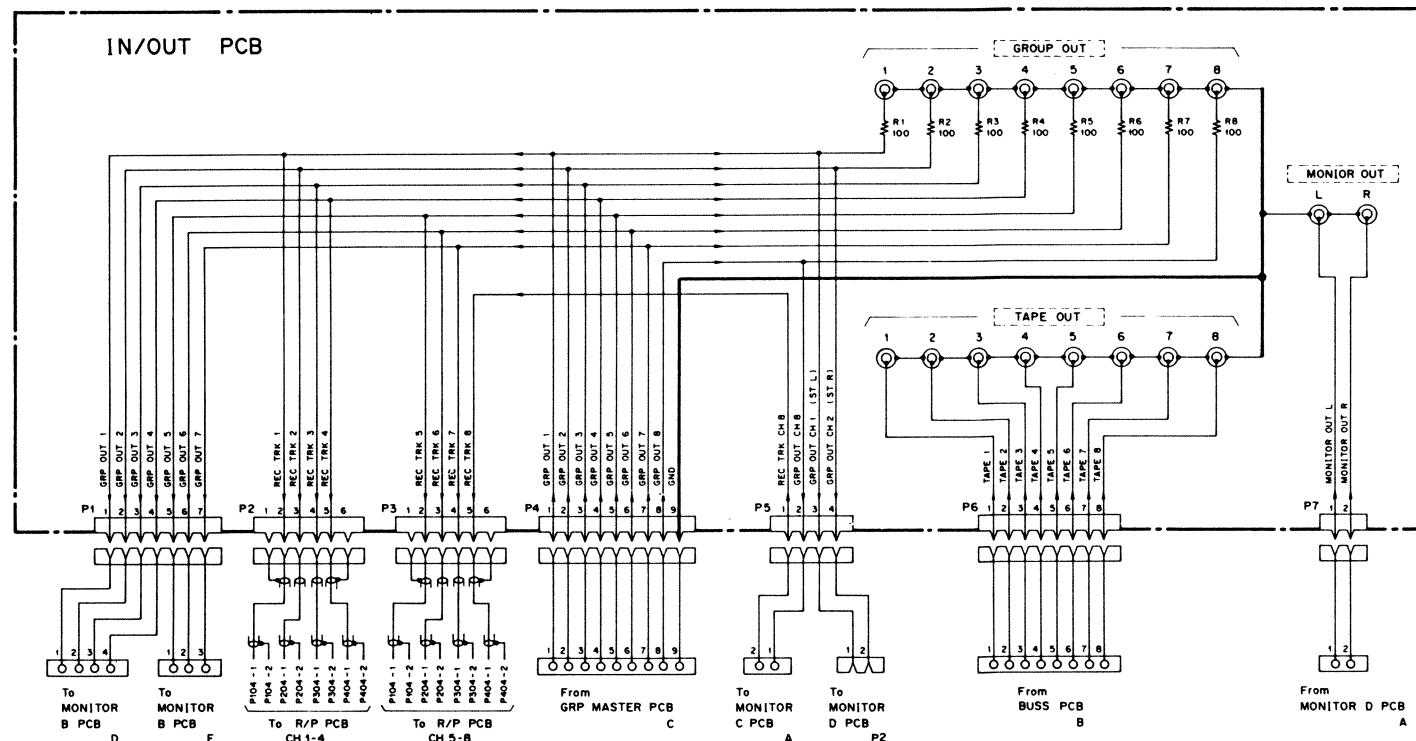 IN/OUT PCB
GROUP OUT
1 2 3 4 5 6 7 8
R1 100
R2 100
R3 100
R4 100
R5 100
R6 100
R7 100
R8 100
MONIOR OUT
L R
TAPE OUT
1 2 3 4 5 6 7 8
GRP OUT 1
GRP OUT 2
GRP OUT 3
GRP OUT 4
GRP OUT 5
GRP OUT 6
GRP OUT 7
REC TRK 1
REC TRK 2
REC TRK 3
REC TRK 4
REC TRK 5
REC TRK 6
REC TRK 7
REC TRK 8
GRP OUT 1
GRP OUT 2
GRP OUT 3
GRP OUT 4
GRP OUT 5
GRP OUT 6
GRP OUT 7
GRP OUT 8
GND
REC TRK CH 8
GRP OUT CH 8
GRP OUT CH 1 (ST L)
GRP OUT CH 2 (ST R)
TAPE 1
TAPE 2
TAPE 3
TAPE 4
TAPE 5
TAPE 6
TAPE 7
TAPE 8
MONITOR OUT L
MONITOR OUT R
P1 1 2 3 4 5 6 7
P2 1 2 3 4 5 6
P3 1 2 3 4 5 6
P4 1 2 3 4 5 6 7 8 9
P5 1 2 3 4
P6 1 2 3 4 5 6 7 8
P7 1 2
1 2 3 4
1 2 3
P104-1
P104-2
P204-1
P204-2
P304-1
P304-2
P404-1
P404-2
P104-1
P104-2
P204-1
P204-2
P304-1
P304-2
P404-1
P404-2
1 2 3 4 5 6 7 8 9
2 1
1 2
1 2 3 4 5 6 7 8
1 2
To
MONITOR
B PCB
D
To
MONITOR
B PCB
E
To R/P PCB
CH 1-4
To R/P PCB
CH 5-8
From
GRP MASTER PCB
C
To
MONITOR
C PCB
A
To
MONITOR
D PCB
P2
From
BUSS PCB
B
From
MONITOR D PCB
A